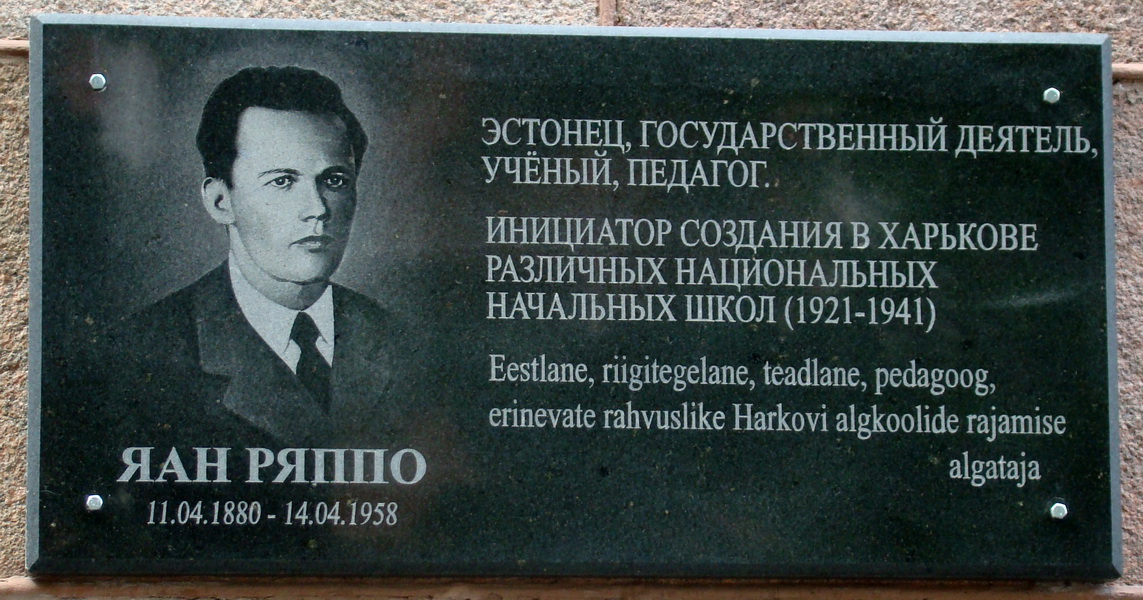 ЭСТОНЕЦ, ГОСУДАРСТВЕННЫЙ ДЕЯТЕЛЬ,
УЧЁНЫЙ, ПЕДАГОГ.
ИНИЦИАТОР СОЗДАНИЯ В ХАРЬКОВЕ
РАЗЛИЧНЫХ НАЦИОНАЛЬНЫХ
НАЧАЛЬНЫХ ШКОЛ (1921-1941)
Eestlane, riigitegelane, teadlane, pedagoog,
erinevate rahvuslike Harkovi algkoolide rajamise
algataja
ЯАН РЯППО
11.04.1880 - 14.04.1958